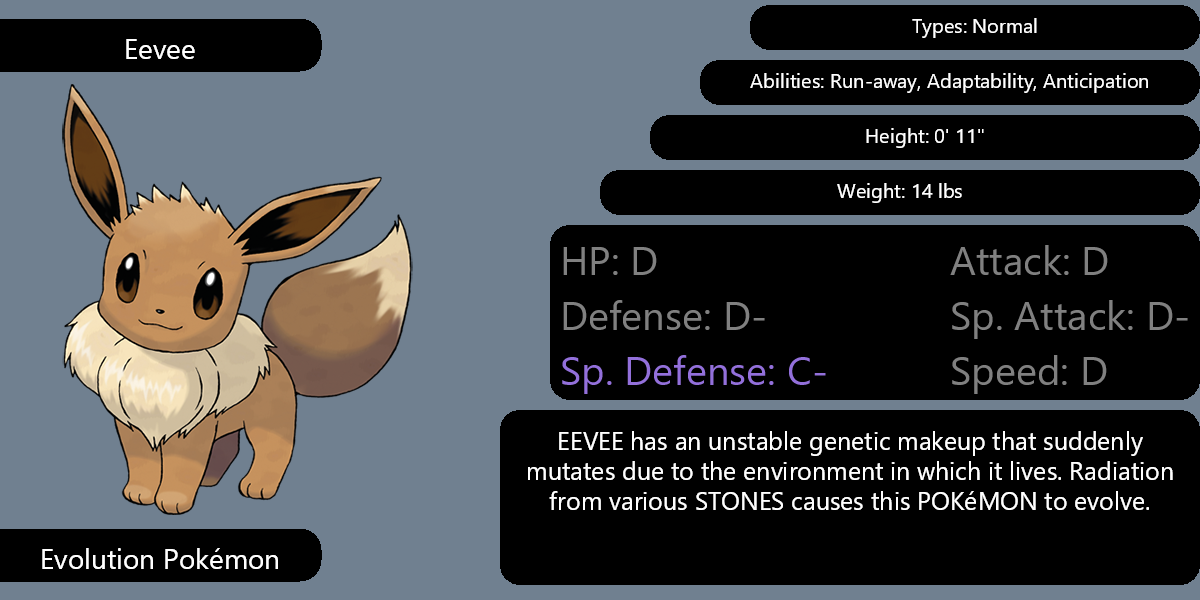 Eevee
Types: Normal
Abilities: Run-away, Adaptability, Anticipation
Height: 0' 11"
Weight: 14 lbs
HP: D
Attack: D
Defense: D-
Sp. Attack: D-
Sp. Defense: C-
Speed: D
EEVEE has an unstable genetic makeup that suddenly
mutates due to the environment in which it lives. Radiation
from various STONES causes this POKéMON to evolve.
Evolution Pokémon